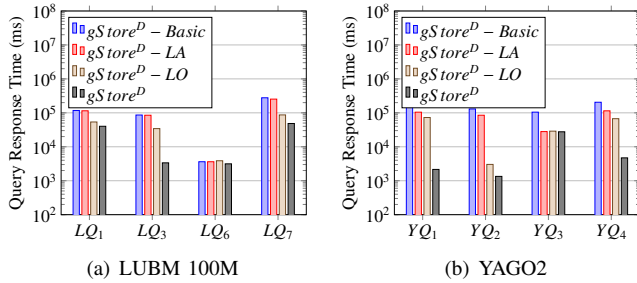 Query Response Time (ms)
10^8
10^7
10^6
10^5
10^4
10^3
10^2
gStore^D − Basic
gStore^D − LA
gStore^D − LO
gStore^D
LQ_1 LQ_3 LQ_6 LQ_7
(a) LUBM 100M
Query Response Time (ms)
10^8
10^7
10^6
10^5
10^4
10^3
10^2
gStore^D − Basic
gStore^D − LA
gStore^D − LO
gStore^D
YQ_1 YQ_2 YQ_3 YQ_4
(b) YAGO2